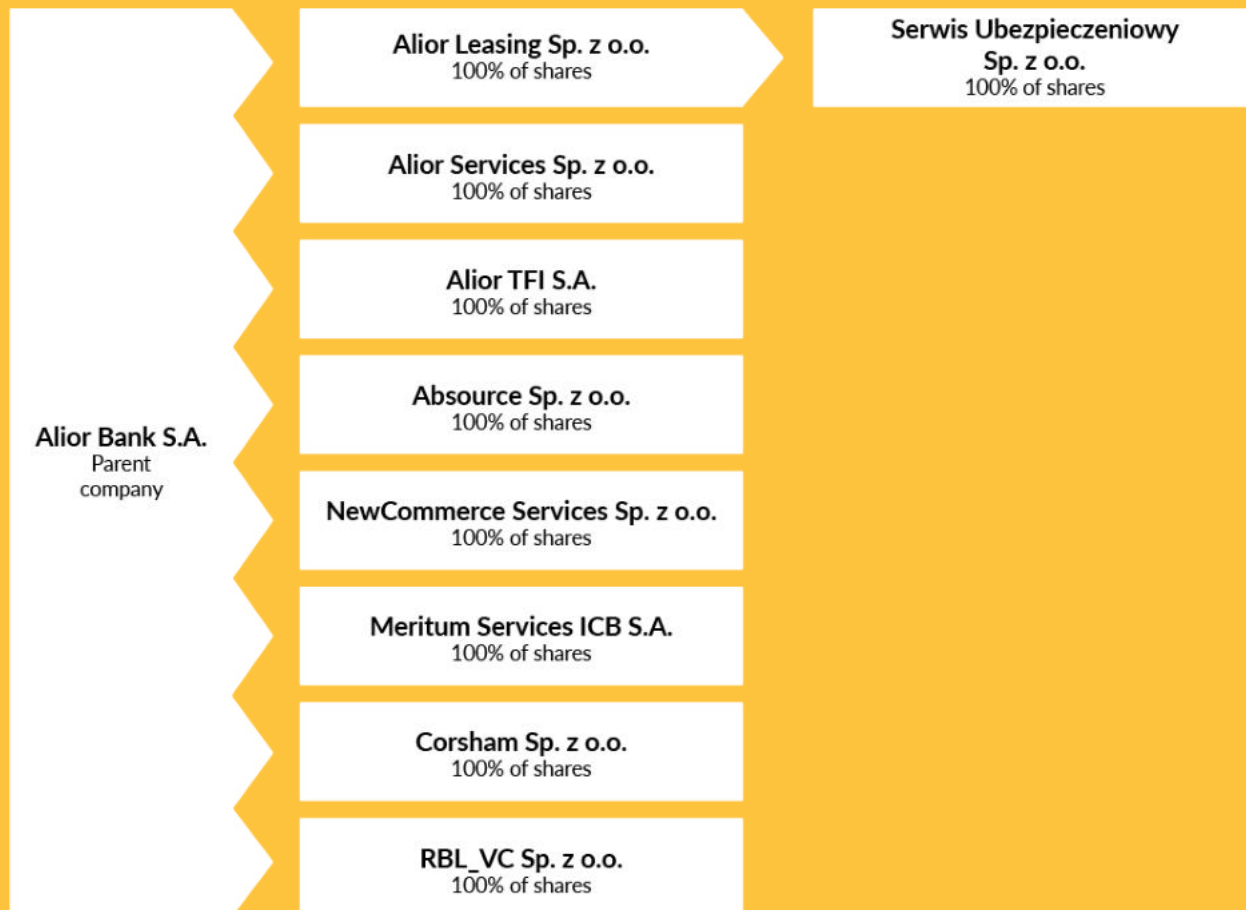 Alior Bank S.A.
Parent
company
Alior Leasing Sp. z o.o.
100% of shares
Serwis Ubezpieczeniowy
Sp. z o.o.
100% of shares
Alior Services Sp. z o.o.
100% of shares
Alior TFI S.A.
100% of shares
Absource Sp. z o.o.
100% of shares
NewCommerce Services Sp. z o.o.
100% of shares
Meritum Services ICB S.A.
100% of shares
Corsham Sp. z o.o.
100% of shares
RBL_VC Sp. z o.o.
100% of shares